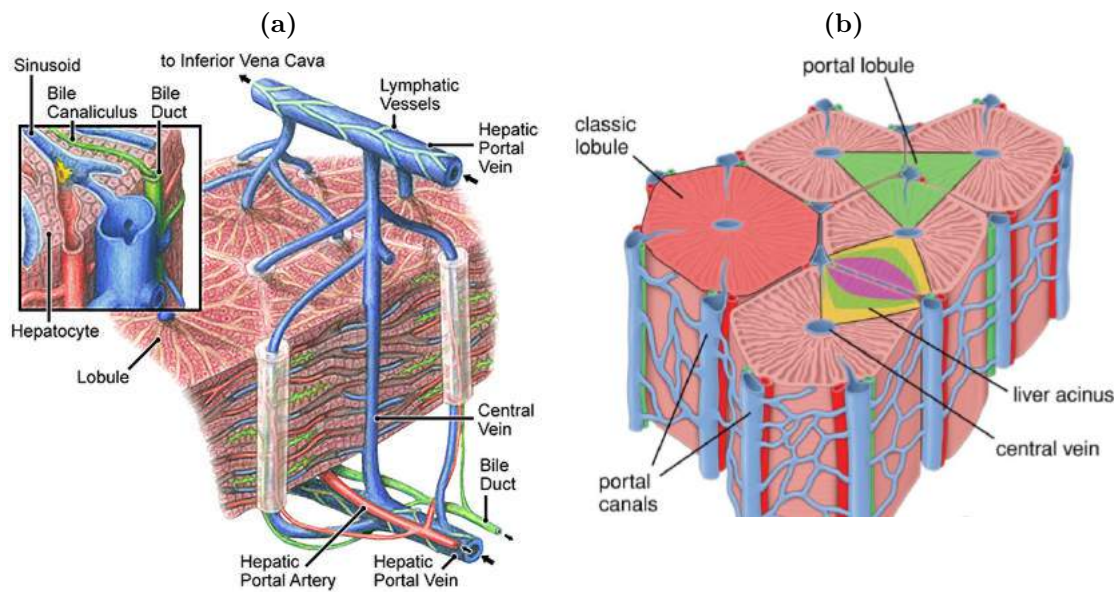 (a)
to Inferior Vena Cava
Sinusoid
Bile
Canaliculus
Bile
Duct
Lymphatic
Vessels
Hepatic
Portal
Vein
Hepatocyte
Lobule
Central
Vein
Bile
Duct
Hepatic
Portal Artery
Hepatic
Portal Vein
(b)
portal lobule
classic
lobule
liver acinus
central vein
portal
canals